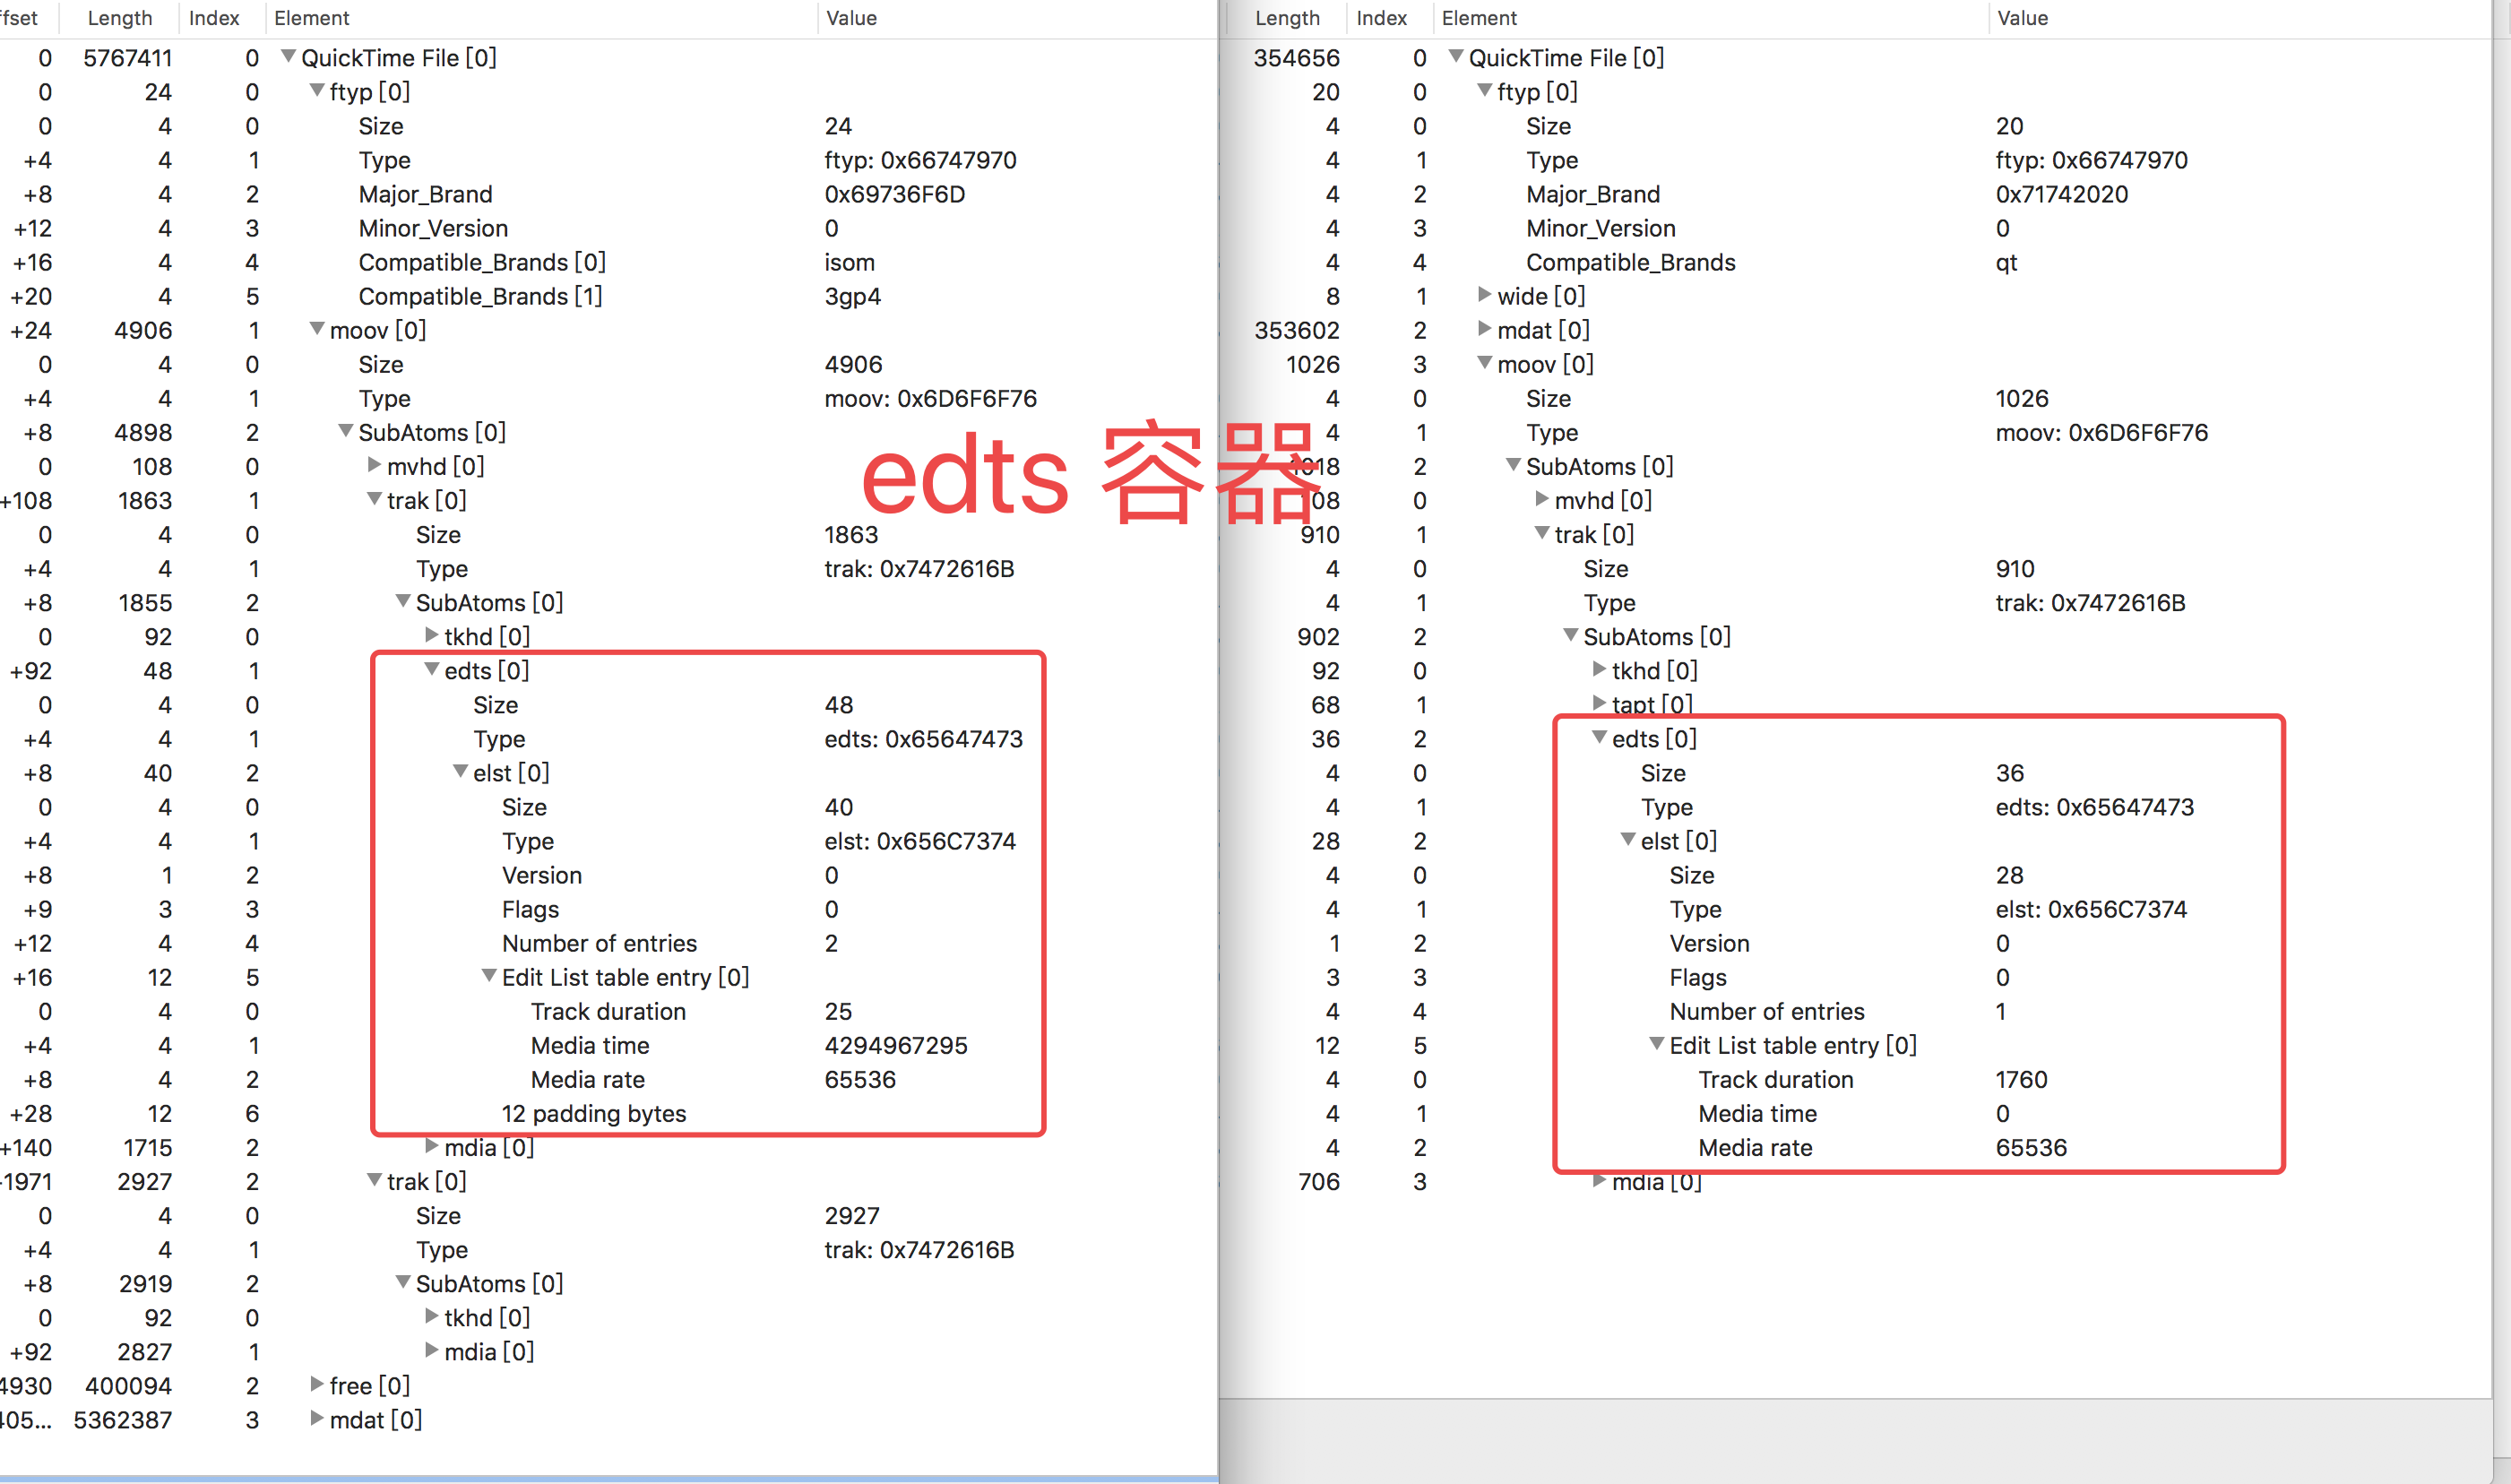 ffset Length Index Element Value
0 5767411 0 QuickTime File [0]
0 24 0 ftyp [0]
0 4 0 Size 24
+4 4 1 Type ftyp: 0x66747970
+8 4 2 Major_Brand 0x69736F6D
+12 4 3 Minor_Version 0
+16 4 4 Compatible_Brands [0] isom
+20 4 5 Compatible_Brands [1] 3gp4
+24 4906 1 moov [0]
0 4 0 Size 4906
+4 4 1 Type moov: 0x6D6F6F76
+8 4898 2 SubAtoms [0]
0 108 0 mvhd [0]
+108 1863 1 trak [0]
0 4 0 Size 1863
+4 4 1 Type trak: 0x7472616B
+8 1855 2 SubAtoms [0]
0 92 0 tkhd [0]
+92 48 1 edts [0]
0 4 0 Size 48
+4 4 1 Type edts: 0x65647473
+8 40 2 elst [0]
0 4 0 Size 40
+4 4 1 Type elst: 0x656C7374
+8 1 2 Version 0
+9 3 3 Flags 0
+12 4 4 Number of entries 2
+16 12 5 Edit List table entry [0]
0 4 0 Track duration 25
+4 4 1 Media time 4294967295
+8 4 2 Media rate 65536
+28 12 6 12 padding bytes
+140 1715 2 mdia [0]
-1971 2927 2 trak [0]
0 4 0 Size 2927
+4 4 1 Type trak: 0x7472616B
+8 2919 2 SubAtoms [0]
0 92 0 tkhd [0]
+92 2827 1 mdia [0]
4930 400094 2 free [0]
405... 5362387 3 mdat [0]
edts 容器
Length Index Element Value
354656 0 QuickTime File [0]
20 0 ftyp [0]
4 0 Size 20
4 1 Type ftyp: 0x66747970
4 2 Major_Brand 0x71742020
4 3 Minor_Version 0
4 4 Compatible_Brands qt
8 1 wide [0]
353602 2 mdat [0]
1026 3 moov [0]
4 0 Size 1026
4 1 Type moov: 0x6D6F6F76
1018 2 SubAtoms [0]
108 0 mvhd [0]
910 1 trak [0]
4 0 Size 910
4 1 Type trak: 0x7472616B
902 2 SubAtoms [0]
92 0 tkhd [0]
68 1 tapt [0]
36 2 edts [0]
4 0 Size 36
4 1 Type edts: 0x65647473
28 2 elst [0]
4 0 Size 28
4 1 Type elst: 0x656C7374
1 2 Version 0
3 3 Flags 0
4 4 Number of entries 1
12 5 Edit List table entry [0]
4 0 Track duration 1760
4 1 Media time 0
4 2 Media rate 65536
706 3 mdia [0]